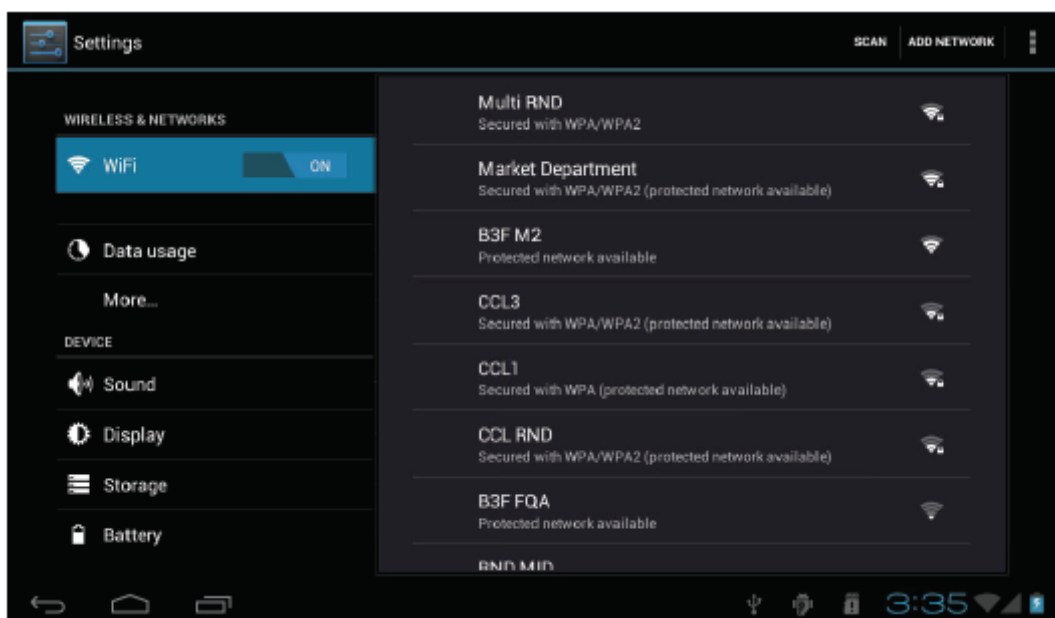 Settings
SCAN
ADD NETWORK
WIRELESS & NETWORKS
WiFi
ON
Data usage
More...
DEVICE
Sound
Display
Storage
Battery
Multi RND
Secured with WPA/WPA2
Market Department
Secured with WPA/WPA2 (protected network available)
B3F M2
Protected network available
CCL3
Secured with WPA/WPA2 (protected network available)
CCL1
Secured with WPA (protected network available)
CCL RND
Secured with WPA/WPA2 (protected network available)
B3F FQA
Protected network available
RND MID
3:35